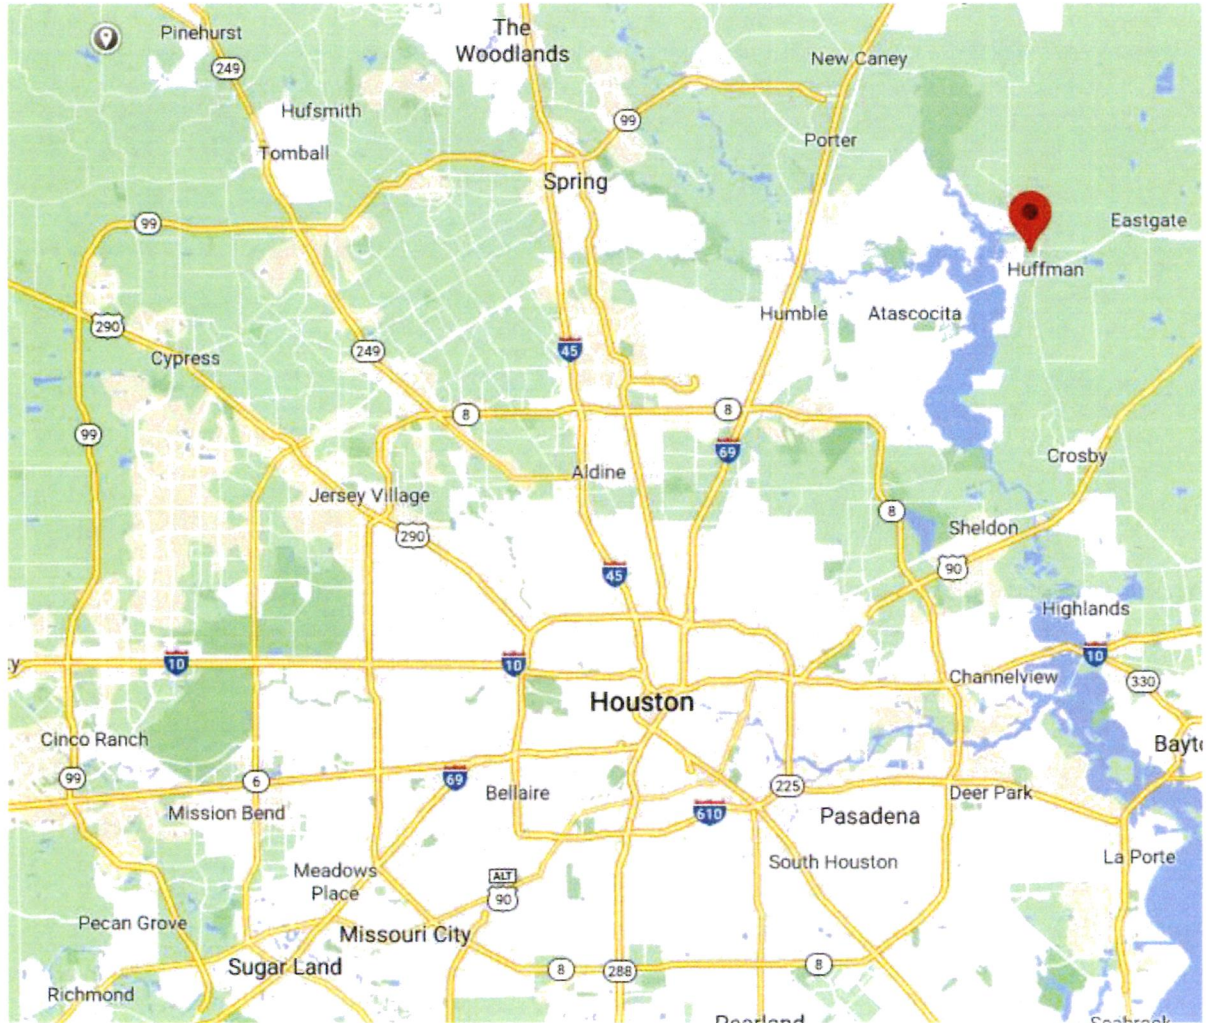 Pinehurst
The
Woodlands
New Caney
249
Hufsmith
99
Tomball
Porter
Spring
99
Eastgate
Huffman
290
Humble
Atascocita
45
249
Cypress
8
8
99
69
Crosby
Aldine
Jersey Village
8
Sheldon
290
90
45
Highlands
10
10
10
Channelview
330
Houston
Cinco Ranch
Bayto
99
6
69
225
Bellaire
Deer Park
Mission Bend
610
Pasadena
La Porte
South Houston
Meadows
Place
ALT
90
Pecan Grove
Missouri City
Sugar Land
8
288
8
Richmond